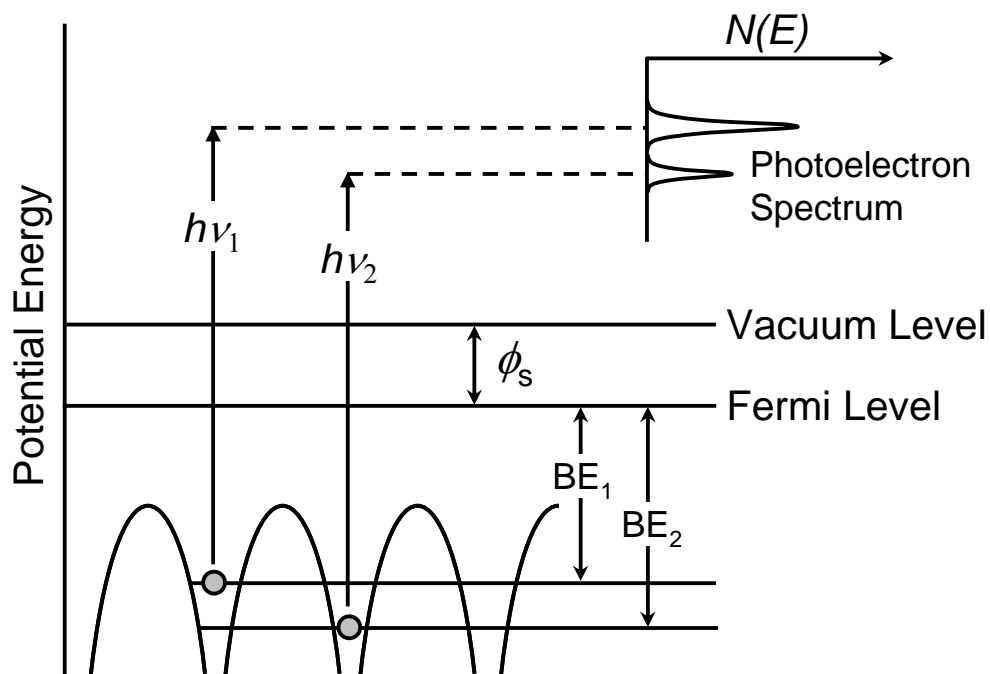 N(E)
Photoelectron
Spectrum
hν₁
hν₂
Potential Energy
Vacuum Level
ϕₛ
Fermi Level
BE₁
BE₂